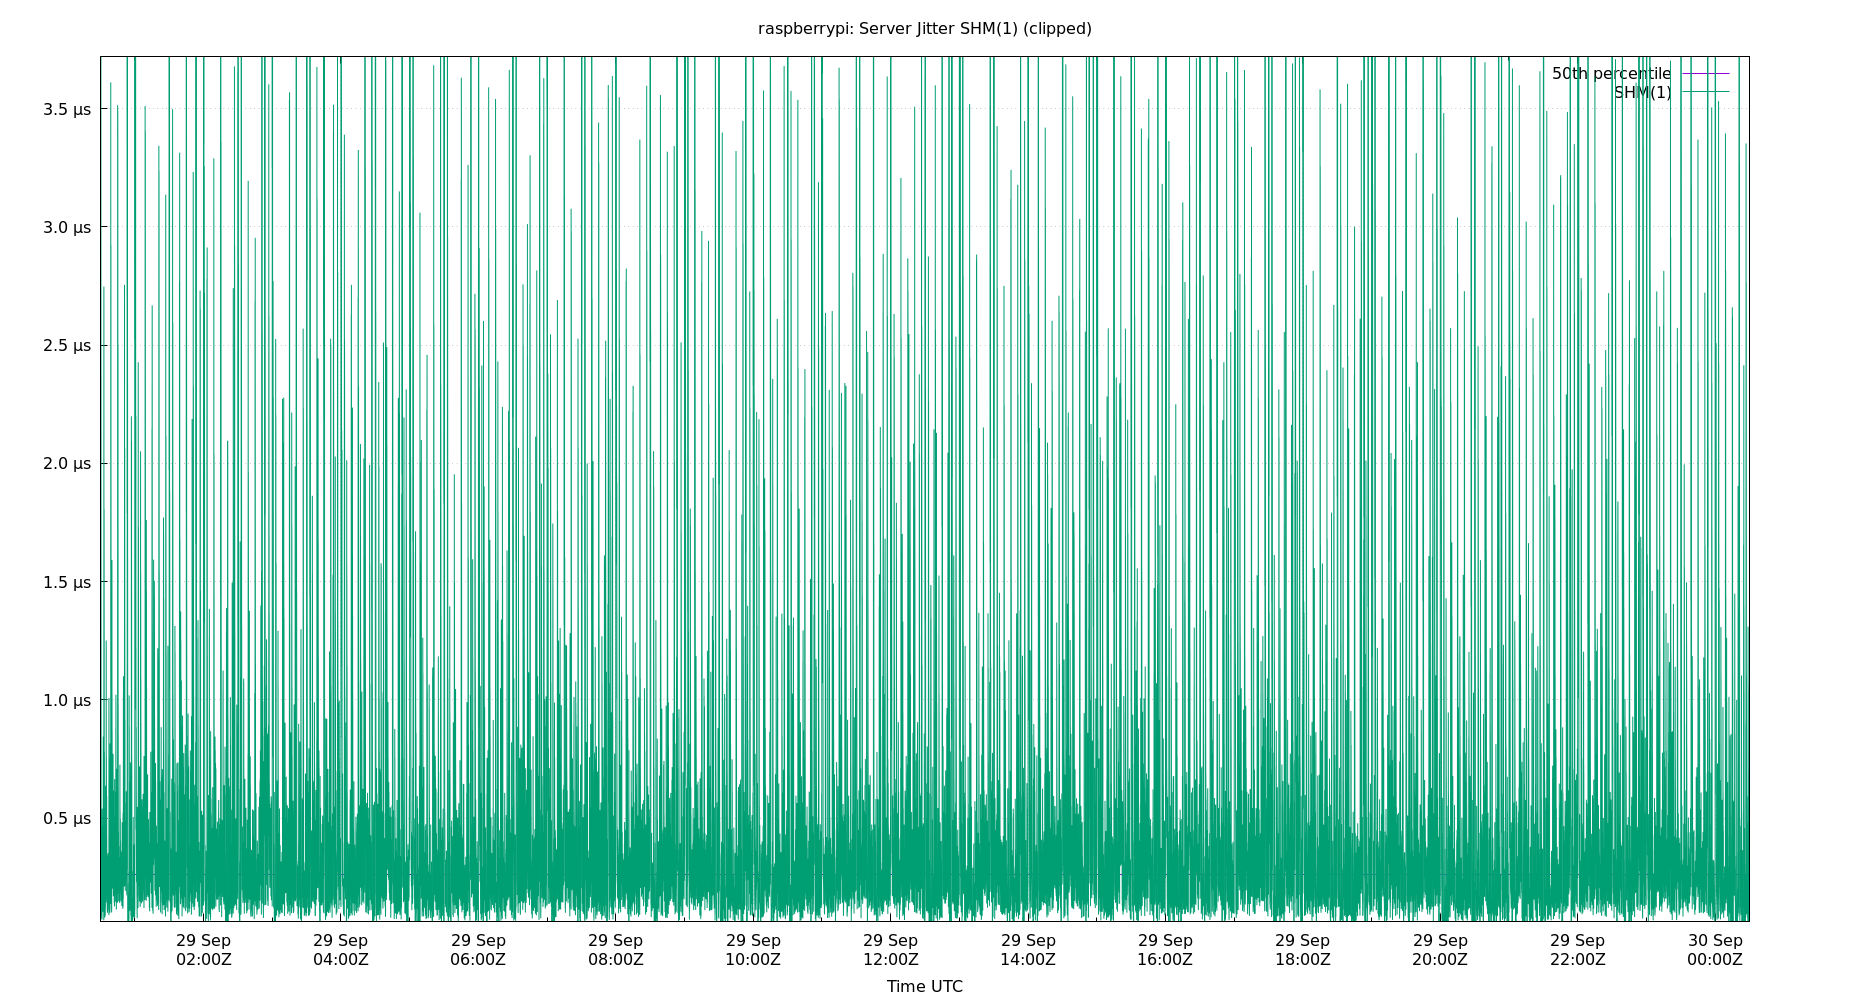 raspberrypi: Server Jitter SHM(1) (clipped)
50th percentile
SHM(1)
3.5 µs
3.0 µs
2.5 µs
2.0 µs
1.5 µs
1.0 µs
0.5 µs
29 Sep 29 Sep 29 Sep 29 Sep 29 Sep 29 Sep 29 Sep 29 Sep 29 Sep 29 Sep 29 Sep 30 Sep
02:00Z 04:00Z 06:00Z 08:00Z 10:00Z 12:00Z 14:00Z 16:00Z 18:00Z 20:00Z 22:00Z 00:00Z
Time UTC